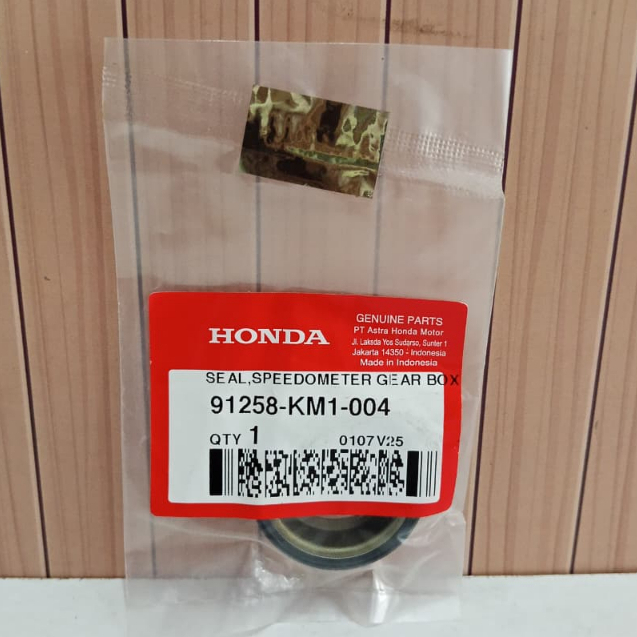 HONDA
GENUINE PARTS
PT Astra Honda Motor
Jl. Laksda Yos Sudarso, Sunter 1
Jakarta 14350 - Indonesia
Made in Indonesia
SEAL,SPEEDOMETER GEAR BOX
91258-KM1-004
QTY 1 0107V25